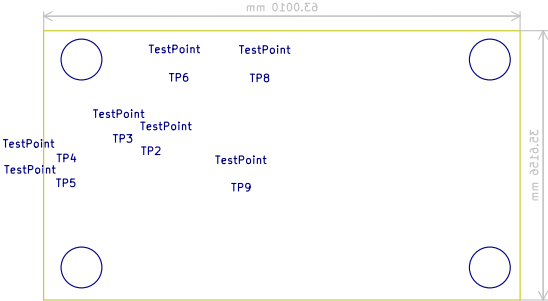 63.0010 mm
TestPoint
TestPoint
TP6
TP8
TestPoint
TestPoint
TP3
TP2
TestPoint
TP4
TestPoint
TP5
TestPoint
TP9
35.6156 mm